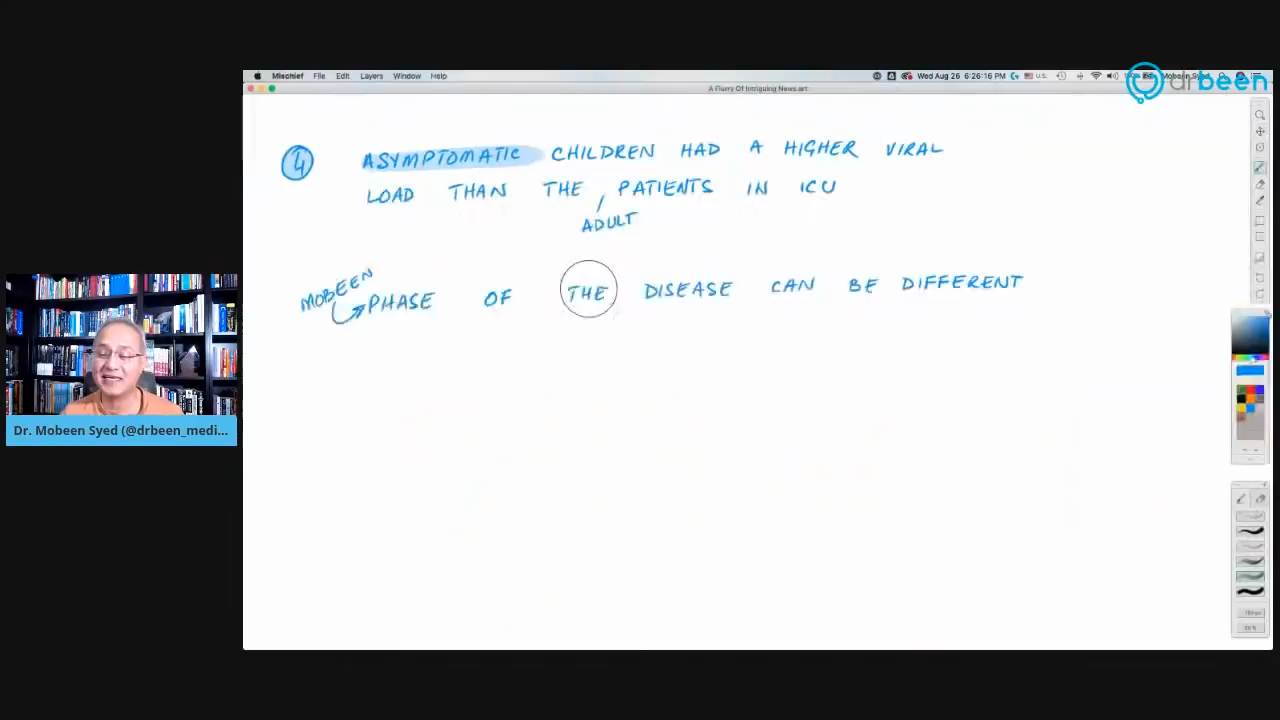 Mischief File Edit Layers Window Help
Wed Aug 26 6:26:16 PM
U.S.
Mobeen Syed
drbeen
A Flurry Of Intriguing News.art
4 ASYMPTOMATIC CHILDREN HAD A HIGHER VIRAL
LOAD THAN THE PATIENTS IN ICU
ADULT
MOBEEN
PHASE OF THE DISEASE CAN BE DIFFERENT
Dr. Mobeen Syed (@drbeen_medi...